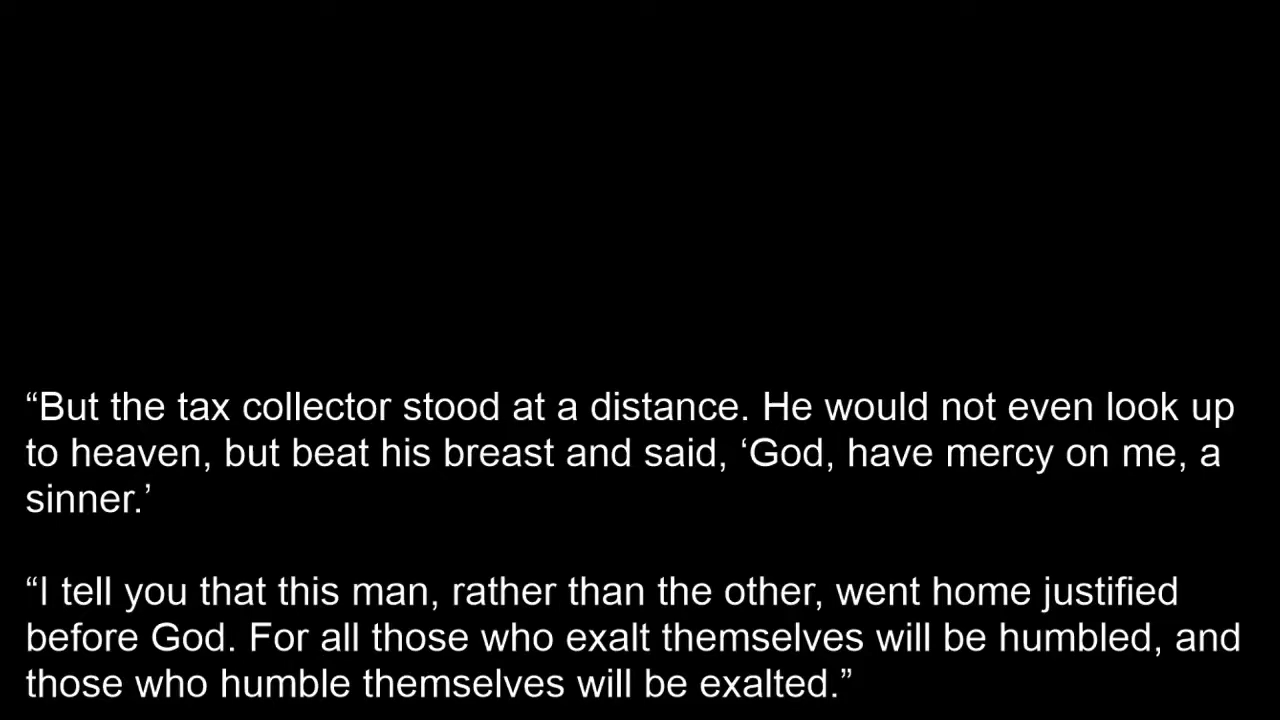 “But the tax collector stood at a distance. He would not even look up
to heaven, but beat his breast and said, ‘God, have mercy on me, a
sinner.’
“I tell you that this man, rather than the other, went home justified
before God. For all those who exalt themselves will be humbled, and
those who humble themselves will be exalted.”